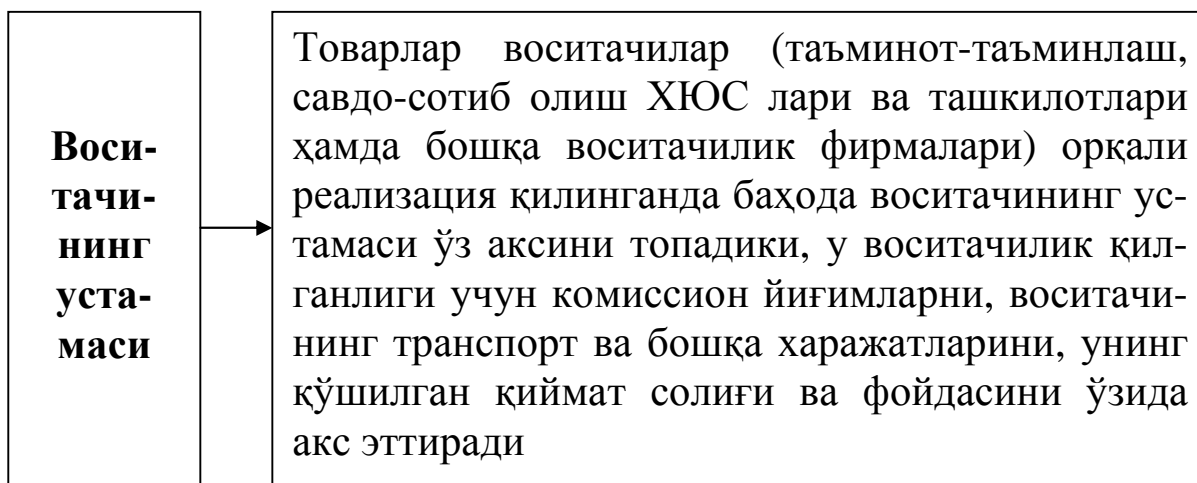 Воси-
тачи-
нинг
уста-
маси
Товарлар воситачилар (таъминот-таъминлаш,
савдо-сотиб олиш ХЮС лари ва ташкилотлари
ҳамда бошқа воситачилик фирмалари) орқали
реализация қилинганда баҳода воситачининг ус-
тамаси ўз аксини топадики, у воситачилик қил-
ганлиги учун комиссион йиғимларни, воситачи-
нинг транспорт ва бошқа харажатларини, унинг
қўшилган қиймат солиғи ва фойдасини ўзида
акс эттиради